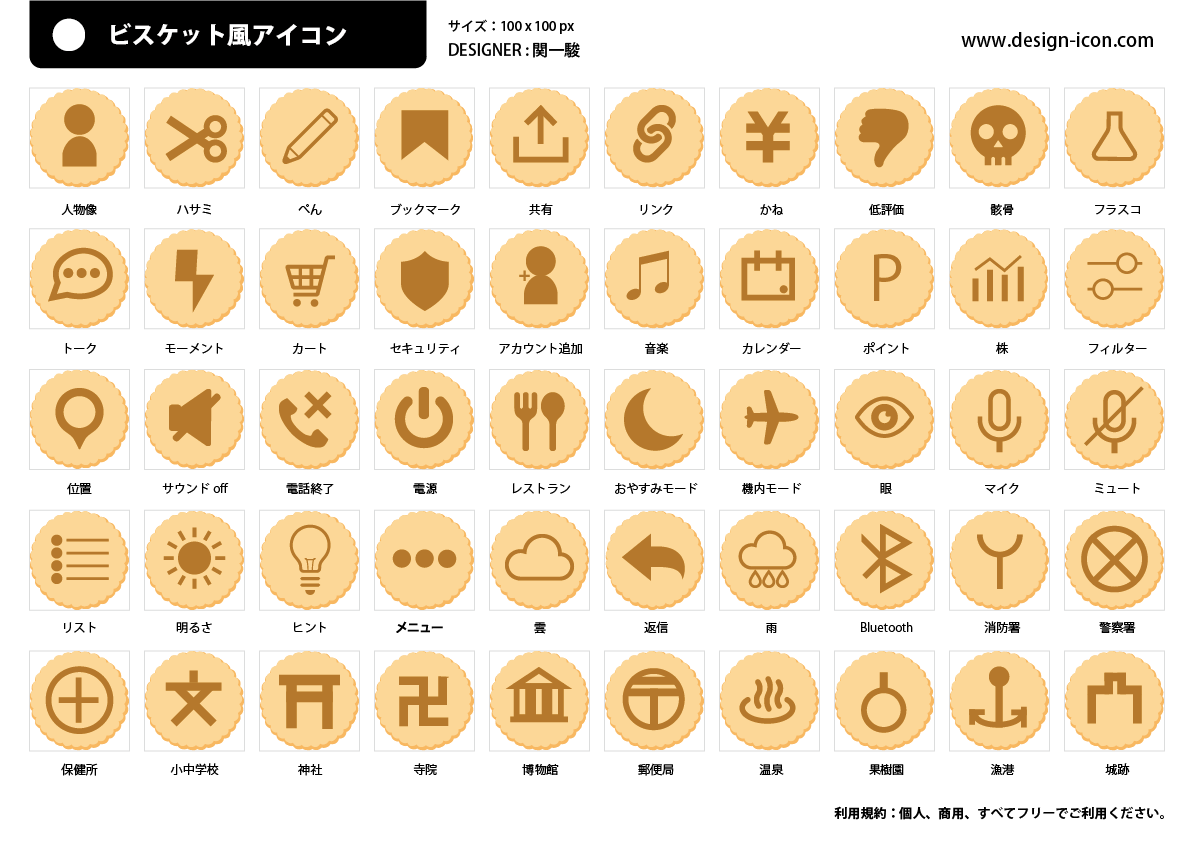 ビスケット風アイコン
サイズ：100 x 100 px
DESIGNER : 関一駿
www.design-icon.com
人物像 ハサミ ぺん ブックマーク 共有 リンク かね 低評価 骸骨 フラスコ
P
トーク モーメント カート セキュリティ アカウント追加 音楽 カレンダー ポイント 株 フィルター
位置 サウンド off 電話終了 電源 レストラン おやすみモード 機内モード 眼 マイク ミュート
リスト 明るさ ヒント メニュー 雲 返信 雨 Bluetooth 消防署 警察署
保健所 小中学校 神社 寺院 博物館 郵便局 温泉 果樹園 漁港 城跡
利用規約：個人、商用、すべてフリーでご利用ください。